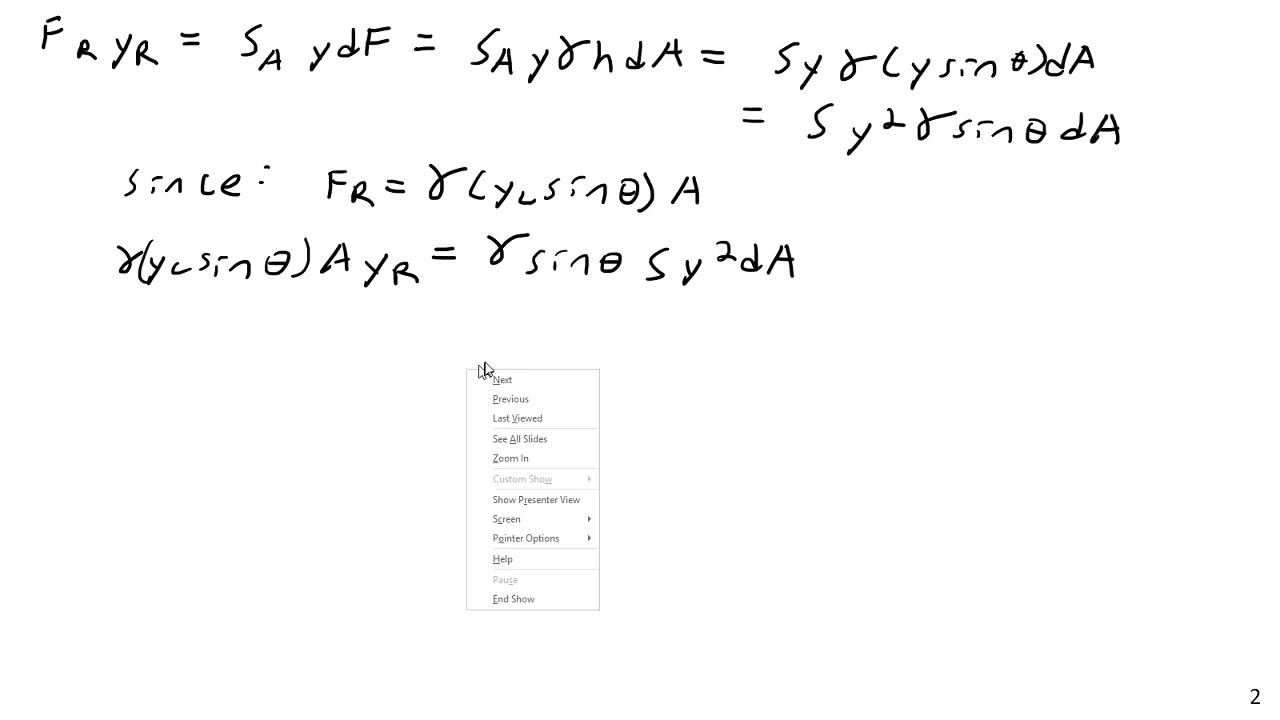 F_R y_R = ∫_A y dF = ∫_A y γ h dA = ∫ y γ (y sin θ) dA
= ∫ y² γ sin θ dA
since: F_R = γ (y_c sin θ) A
γ (y_c sin θ) A y_R = γ sin θ ∫ y² dA
Next
Previous
Last Viewed
See All Slides
Zoom In
Custom Show
Show Presenter View
Screen
Pointer Options
Help
Pause
End Show
2